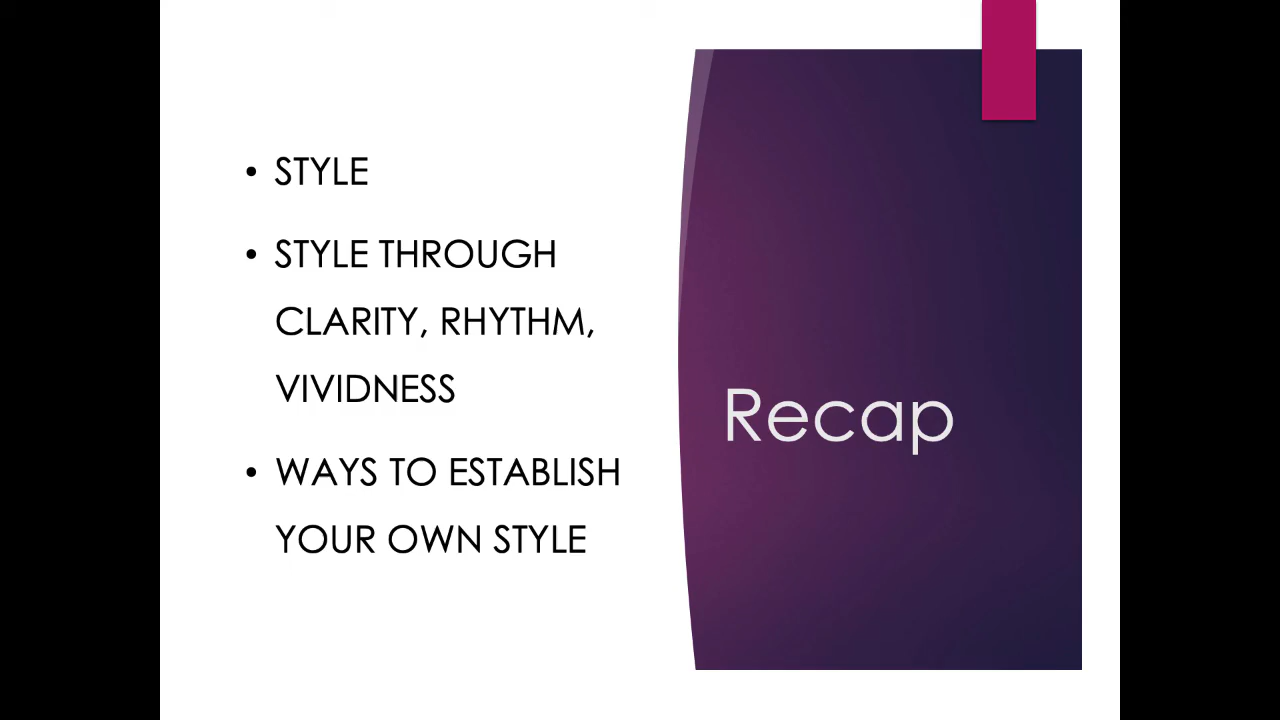 • STYLE
• STYLE THROUGH
CLARITY, RHYTHM,
VIVIDNESS
• WAYS TO ESTABLISH
YOUR OWN STYLE
Recap